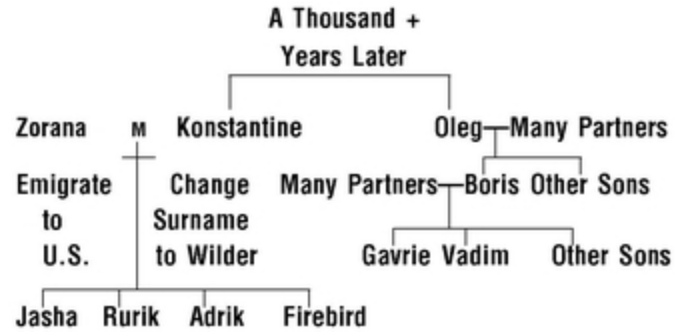 A Thousand +
Years Later
Zorana M Konstantine Oleg Many Partners
Emigrate Change Many Partners Boris Other Sons
to Surname
U.S. to Wilder Gavrie Vadim Other Sons
Jasha Rurik Adrik Firebird